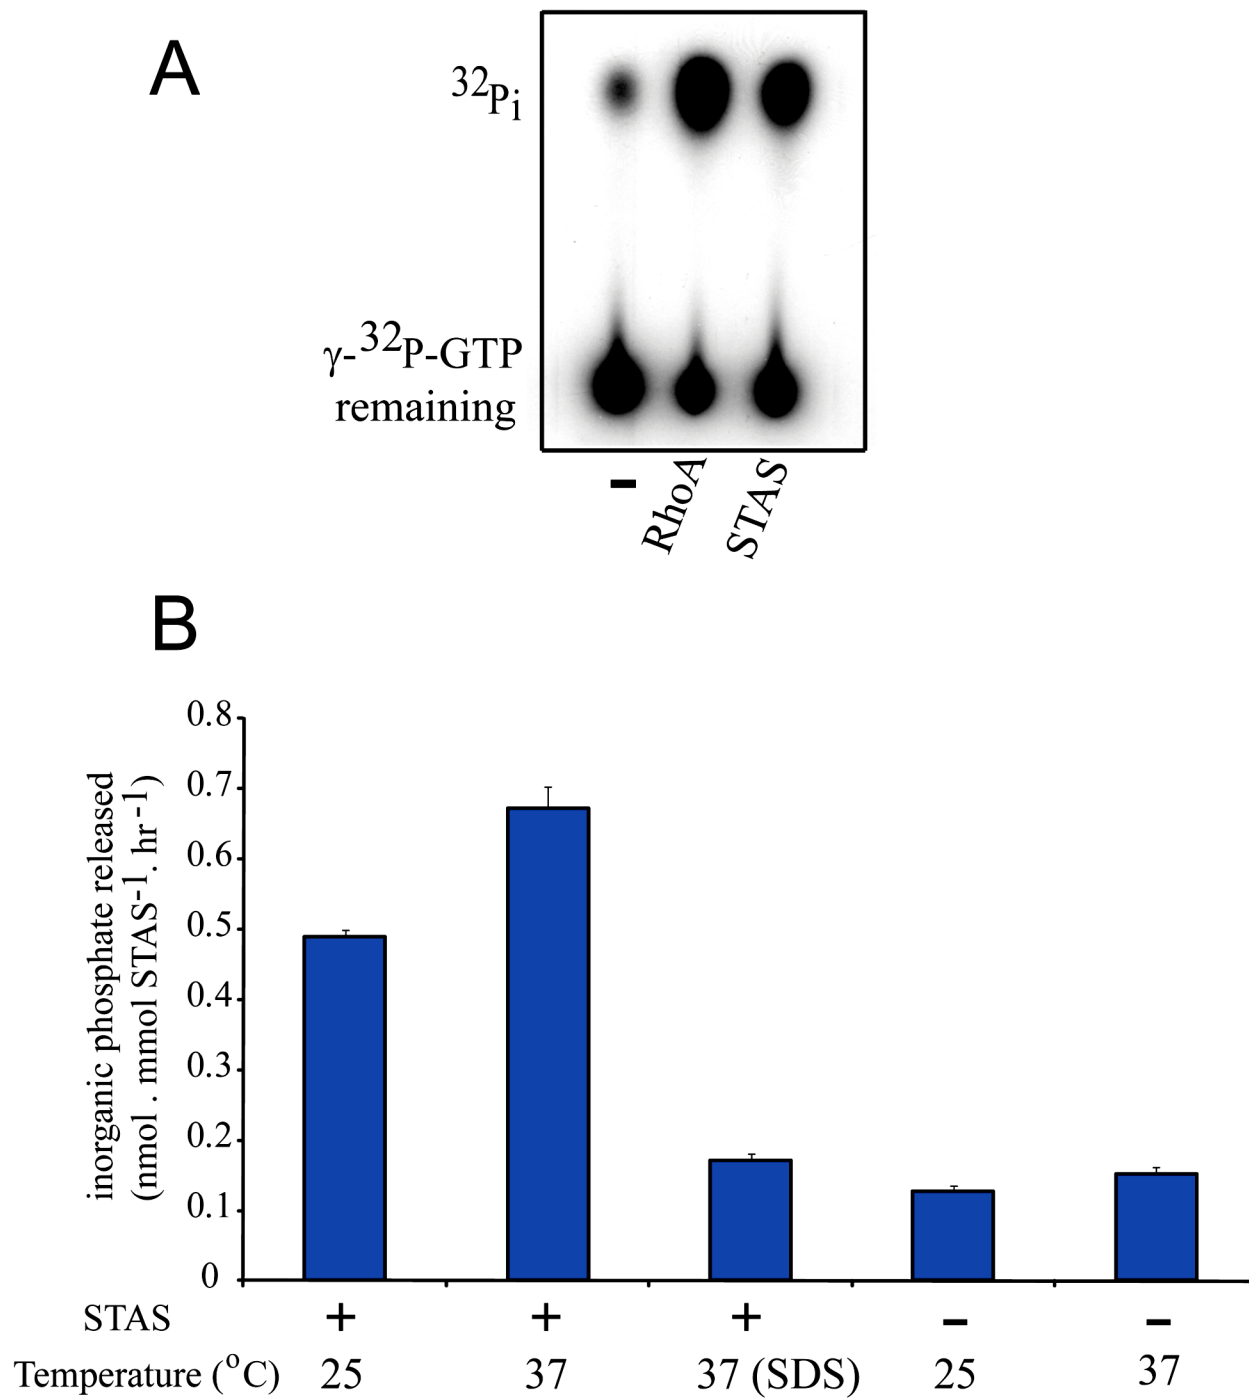 A
³²Pi
γ-³²P-GTP
remaining
- RhoA STAS
B
inorganic phosphate released
(nmol . mmol STAS⁻¹. hr⁻¹)
0.8
0.7
0.6
0.5
0.4
0.3
0.2
0.1
0
STAS + + + - -
Temperature (°C) 25 37 37 (SDS) 25 37